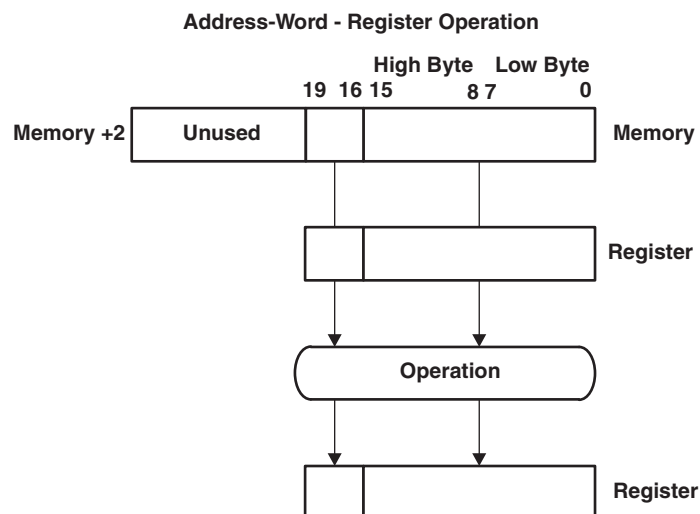 Address-Word - Register Operation
High Byte Low Byte
19 16 15 8 7 0
Memory +2 Unused Memory
Register
Operation
Register